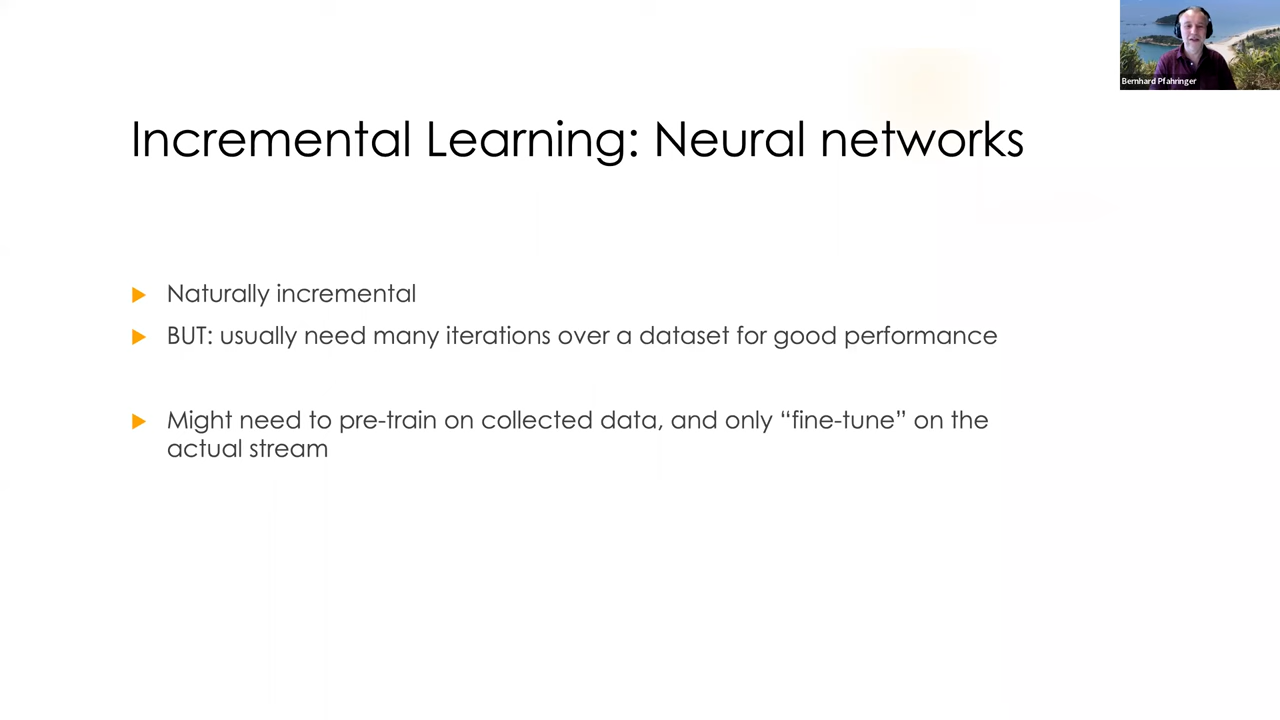 Bernhard Pfahringer
Incremental Learning: Neural networks
Naturally incremental
BUT: usually need many iterations over a dataset for good performance
Might need to pre-train on collected data, and only “fine-tune” on the
actual stream